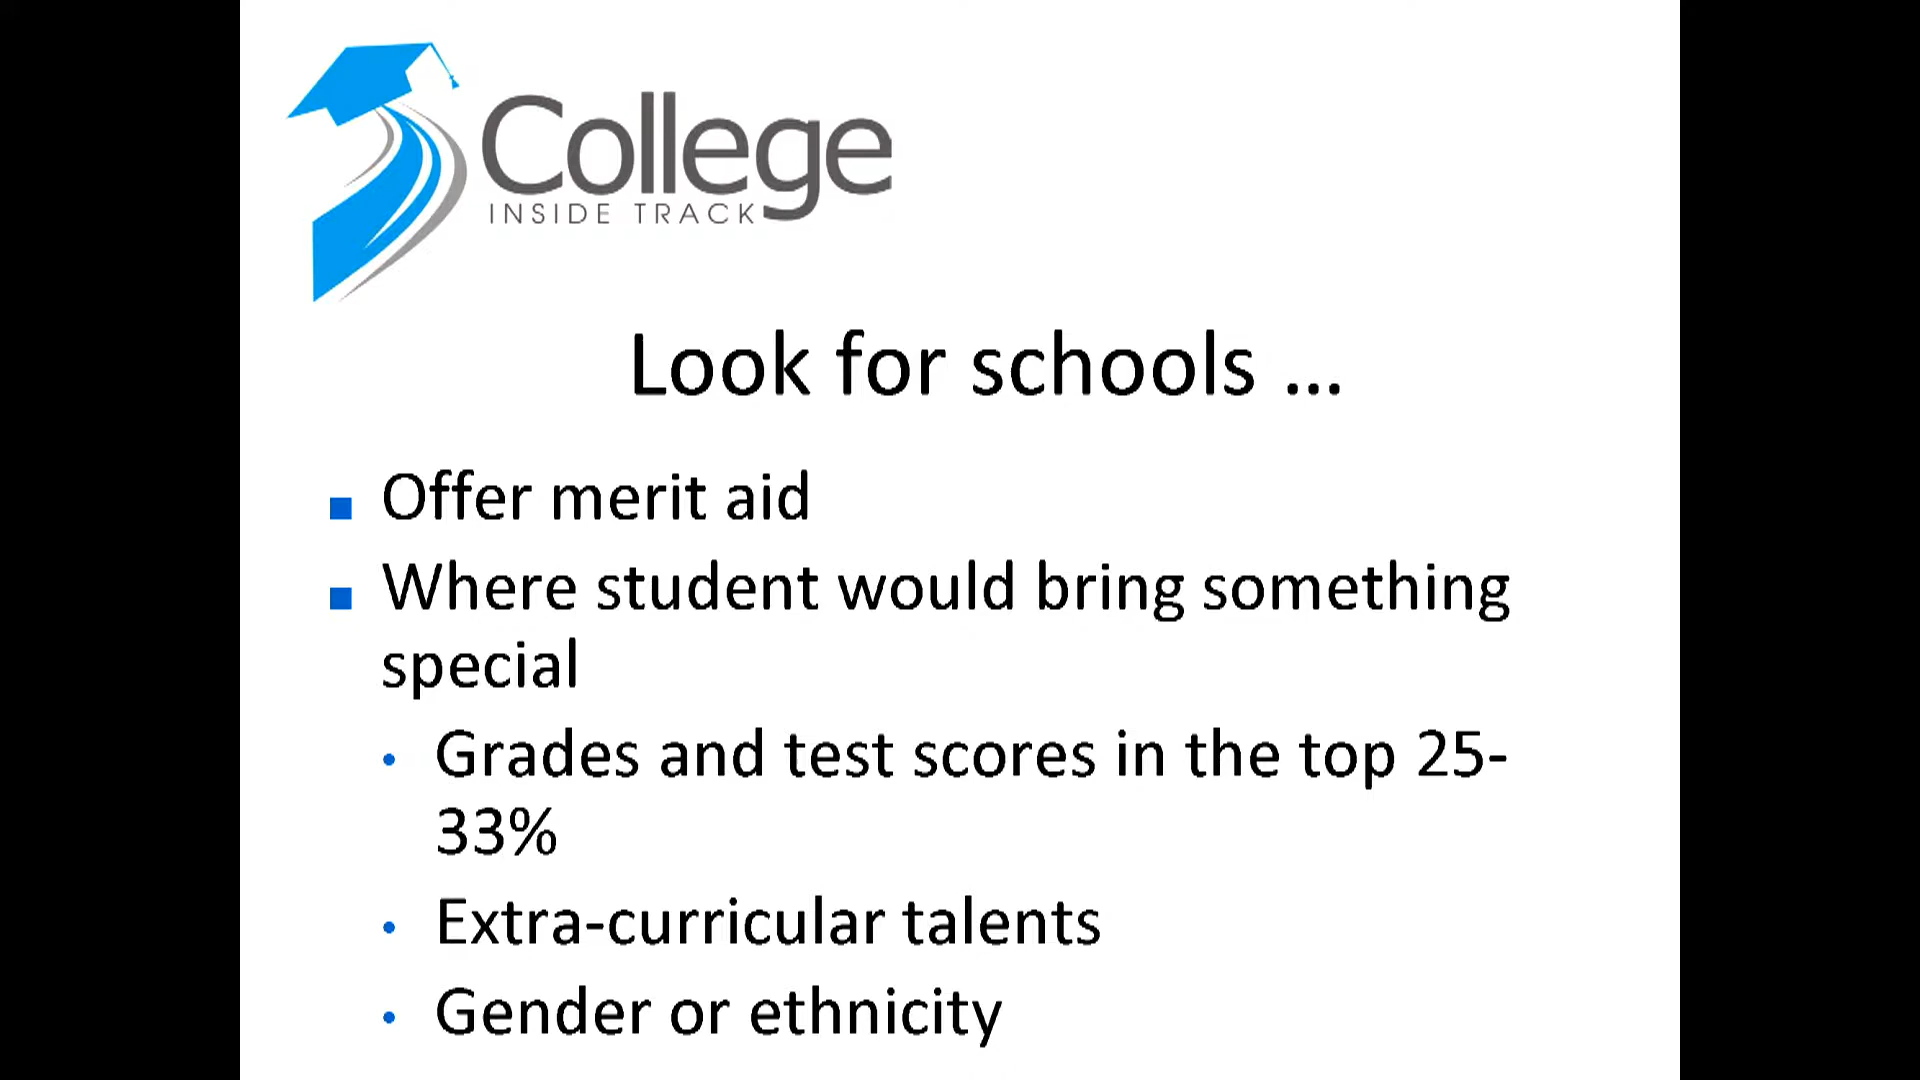 College
INSIDE TRACK
Look for schools ...
Offer merit aid
Where student would bring something
special
Grades and test scores in the top 25-
33%
Extra-curricular talents
Gender or ethnicity